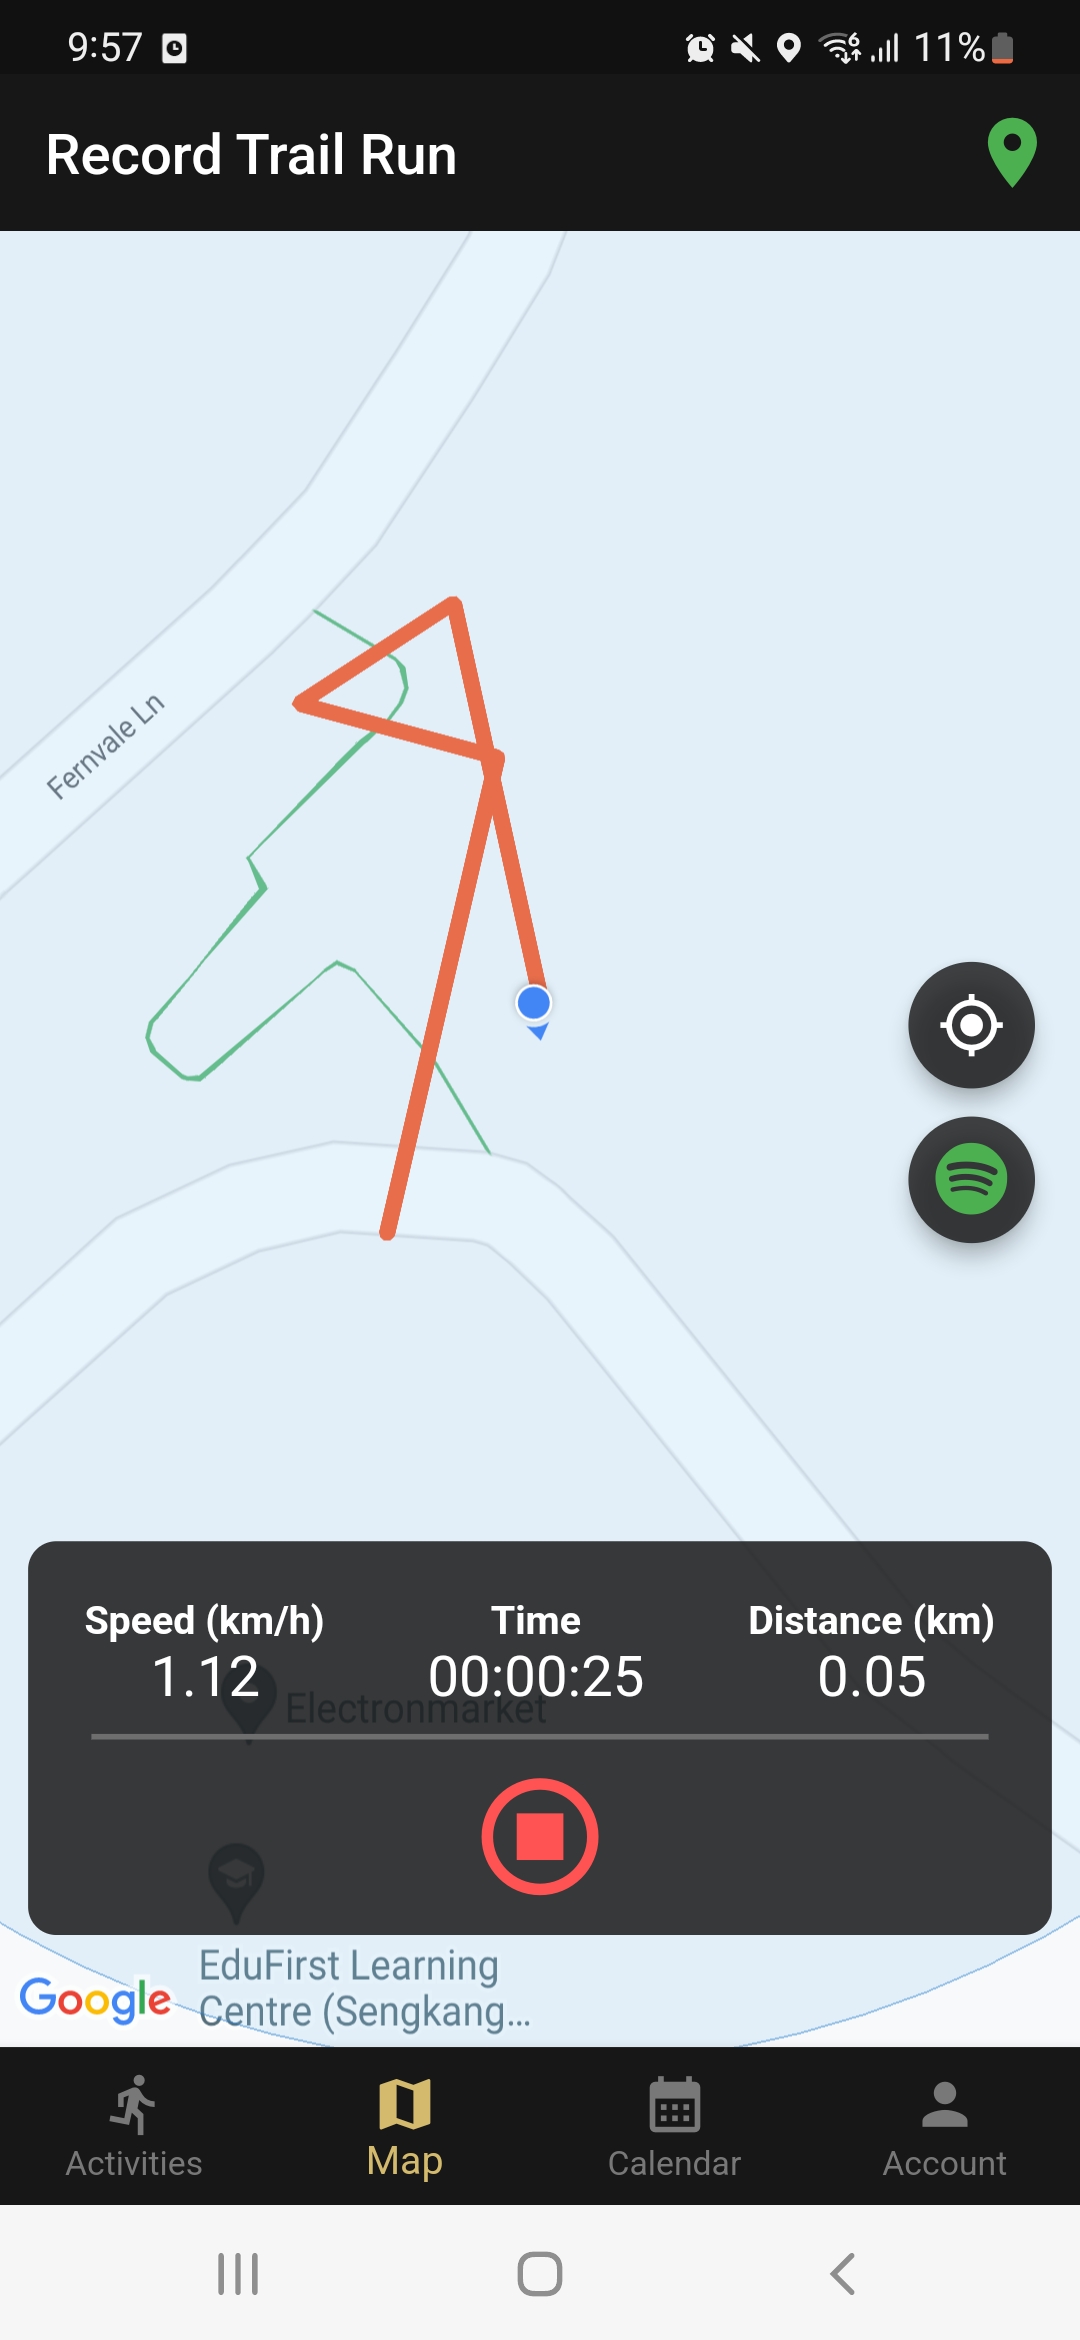 9:57
6
11%
Record Trail Run
Fernvale Ln
Speed (km/h)
Time
Distance (km)
1.12
00:00:25
0.05
Electronmarket
EduFirst Learning
Centre (Sengkang...
Google
Activities
Map
Calendar
Account